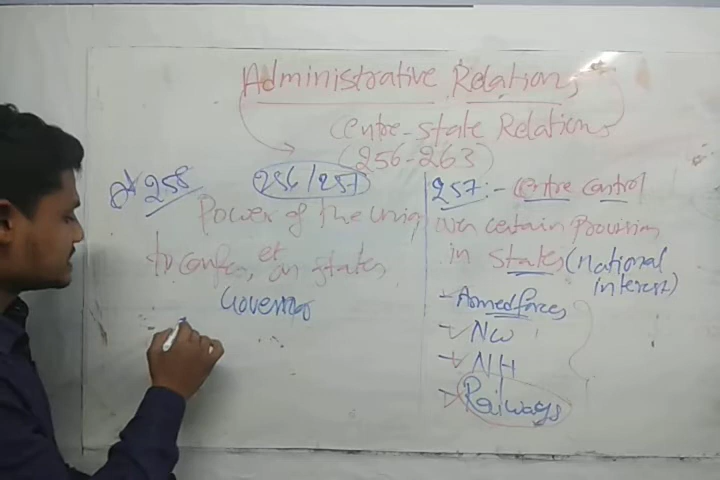 Administrative Relation,
Centre-state Relations
(256-263)
258
256/257
Power of the Union
to confer, etc on states,
Governor
257:- Centre Control
over certain Provision
in States (national interest)
- Armed forces
- NW
- NH
- Railways